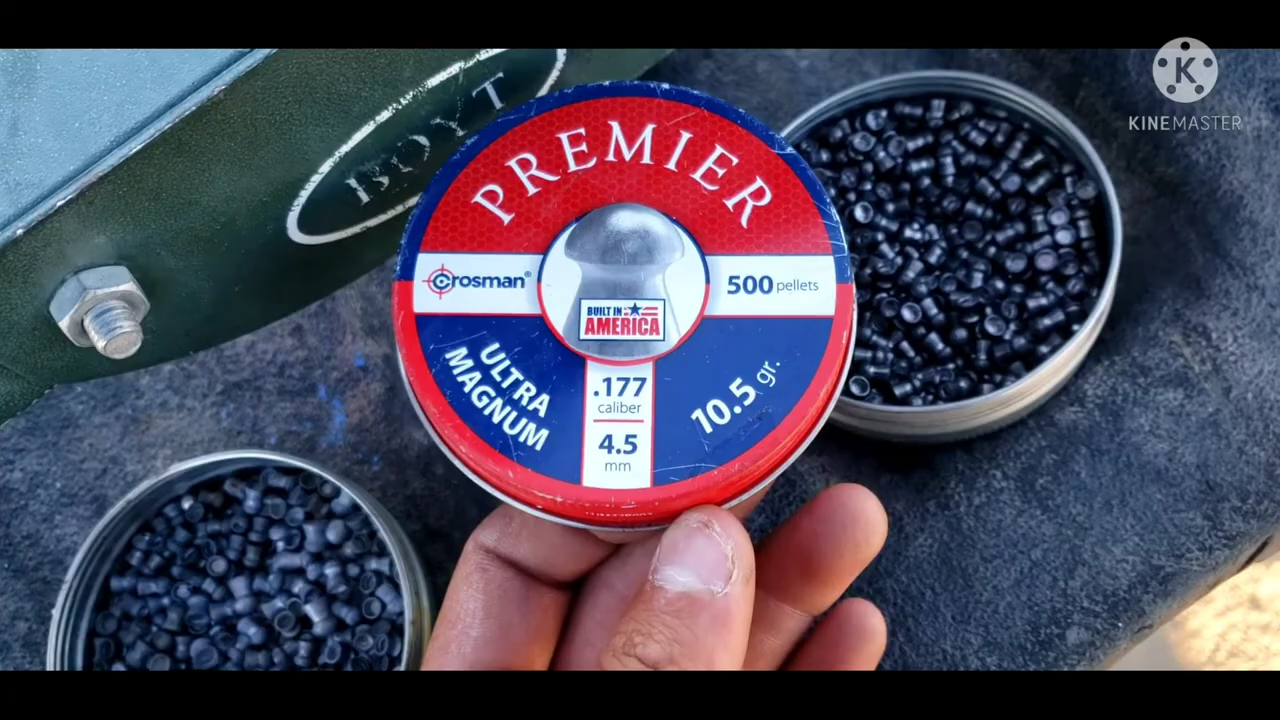 BOYT
KINEMASTER
PREMIER
crosman®
500 pellets
BUILT IN
AMERICA
ULTRA
MAGNUM
.177
caliber
4.5
mm
10.5 gr.